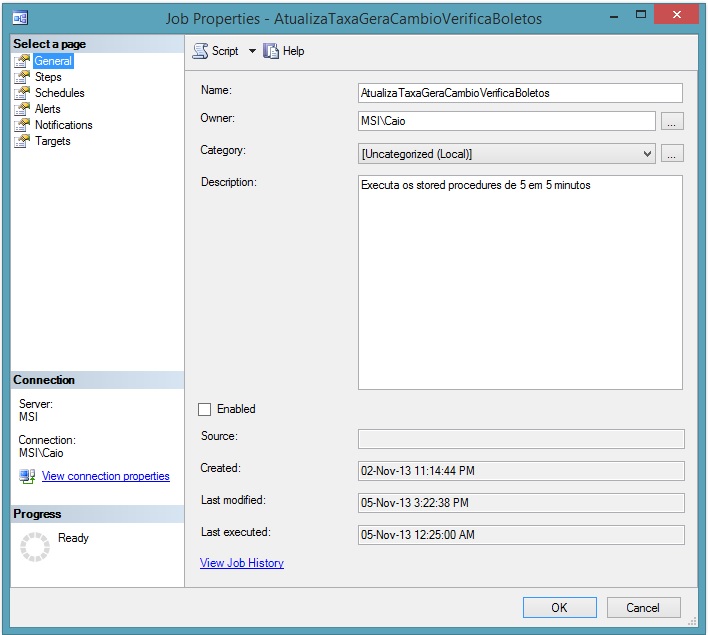 Job Properties - AtualizaTaxaGeraCambioVerificaBoletos
Select a page
General
Steps
Schedules
Alerts
Notifications
Targets
Script
Help
Name:
AtualizaTaxaGeraCambioVerificaBoletos
Owner:
MSI\Caio
...
Category:
[Uncategorized (Local)]
...
Description:
Executa os stored procedures de 5 em 5 minutos
Enabled
Source:
Created:
02-Nov-13 11:14:44 PM
Last modified:
05-Nov-13 3:22:38 PM
Last executed:
05-Nov-13 12:25:00 AM
View Job History
Connection
Server:
MSI
Connection:
MSI\Caio
View connection properties
Progress
Ready
OK
Cancel